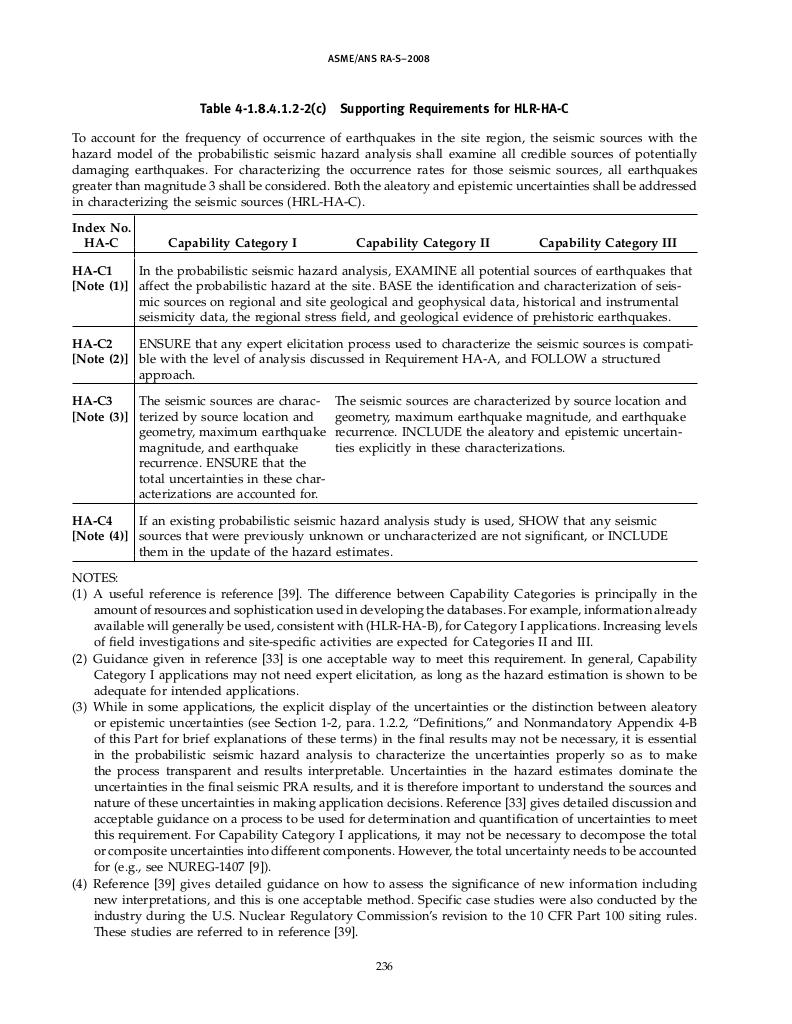 ASME/ANS RA-S–2008
Table 4-1.8.4.1.2-2(c) Supporting Requirements for HLR-HA-C
To account for the frequency of occurrence of earthquakes in the site region, the seismic sources with the
hazard model of the probabilistic seismic hazard analysis shall examine all credible sources of potentially
damaging earthquakes. For characterizing the occurrence rates for those seismic sources, all earthquakes
greater than magnitude 3 shall be considered. Both the aleatory and epistemic uncertainties shall be addressed
in characterizing the seismic sources (HRL-HA-C).
Index No.
HA-C Capability Category I Capability Category II Capability Category III
HA-C1
[Note (1)]
In the probabilistic seismic hazard analysis, EXAMINE all potential sources of earthquakes that
affect the probabilistic hazard at the site. BASE the identification and characterization of seis-
mic sources on regional and site geological and geophysical data, historical and instrumental
seismicity data, the regional stress field, and geological evidence of prehistoric earthquakes.
HA-C2
[Note (2)]
ENSURE that any expert elicitation process used to characterize the seismic sources is compati-
ble with the level of analysis discussed in Requirement HA-A, and FOLLOW a structured
approach.
HA-C3
[Note (3)]
The seismic sources are charac-
terized by source location and
geometry, maximum earthquake
magnitude, and earthquake
recurrence. ENSURE that the
total uncertainties in these char-
acterizations are accounted for.
The seismic sources are characterized by source location and
geometry, maximum earthquake magnitude, and earthquake
recurrence. INCLUDE the aleatory and epistemic uncertain-
ties explicitly in these characterizations.
HA-C4
[Note (4)]
If an existing probabilistic seismic hazard analysis study is used, SHOW that any seismic
sources that were previously unknown or uncharacterized are not significant, or INCLUDE
them in the update of the hazard estimates.
NOTES:
(1) A useful reference is reference [39]. The difference between Capability Categories is principally in the
amount of resources and sophistication used in developing the databases. For example, information already
available will generally be used, consistent with (HLR-HA-B), for Category I applications. Increasing levels
of field investigations and site-specific activities are expected for Categories II and III.
(2) Guidance given in reference [33] is one acceptable way to meet this requirement. In general, Capability
Category I applications may not need expert elicitation, as long as the hazard estimation is shown to be
adequate for intended applications.
(3) While in some applications, the explicit display of the uncertainties or the distinction between aleatory
or epistemic uncertainties (see Section 1-2, para. 1.2.2, “Definitions,” and Nonmandatory Appendix 4-B
of this Part for brief explanations of these terms) in the final results may not be necessary, it is essential
in the probabilistic seismic hazard analysis to characterize the uncertainties properly so as to make
the process transparent and results interpretable. Uncertainties in the hazard estimates dominate the
uncertainties in the final seismic PRA results, and it is therefore important to understand the sources and
nature of these uncertainties in making application decisions. Reference [33] gives detailed discussion and
acceptable guidance on a process to be used for determination and quantification of uncertainties to meet
this requirement. For Capability Category I applications, it may not be necessary to decompose the total
or composite uncertainties into different components. However, the total uncertainty needs to be accounted
for (e.g., see NUREG-1407 [9]).
(4) Reference [39] gives detailed guidance on how to assess the significance of new information including
new interpretations, and this is one acceptable method. Specific case studies were also conducted by the
industry during the U.S. Nuclear Regulatory Commission’s revision to the 10 CFR Part 100 siting rules.
These studies are referred to in reference [39].
236